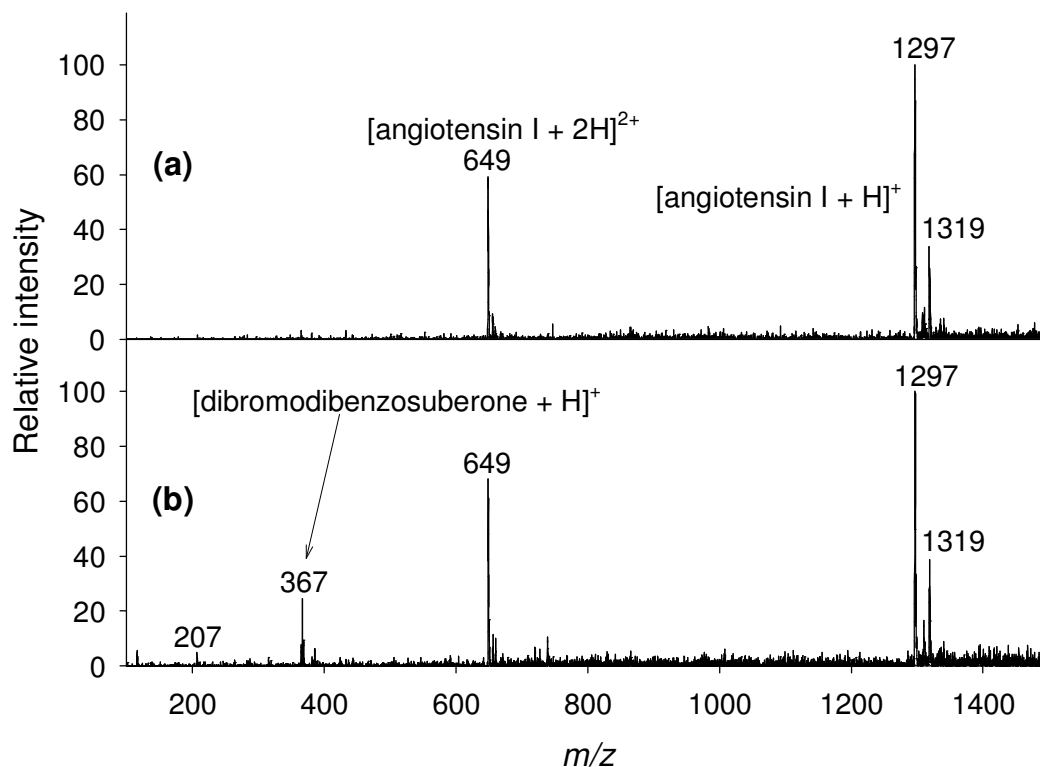 Relative intensity
100
80
60
40
20
0
(a)
[angiotensin I + 2H]²⁺
649
[angiotensin I + H]⁺
1297
1319
100
80
60
40
20
0
(b)
[dibromodibenzosuberone + H]⁺
207
367
649
1297
1319
200 400 600 800 1000 1200 1400
m/z